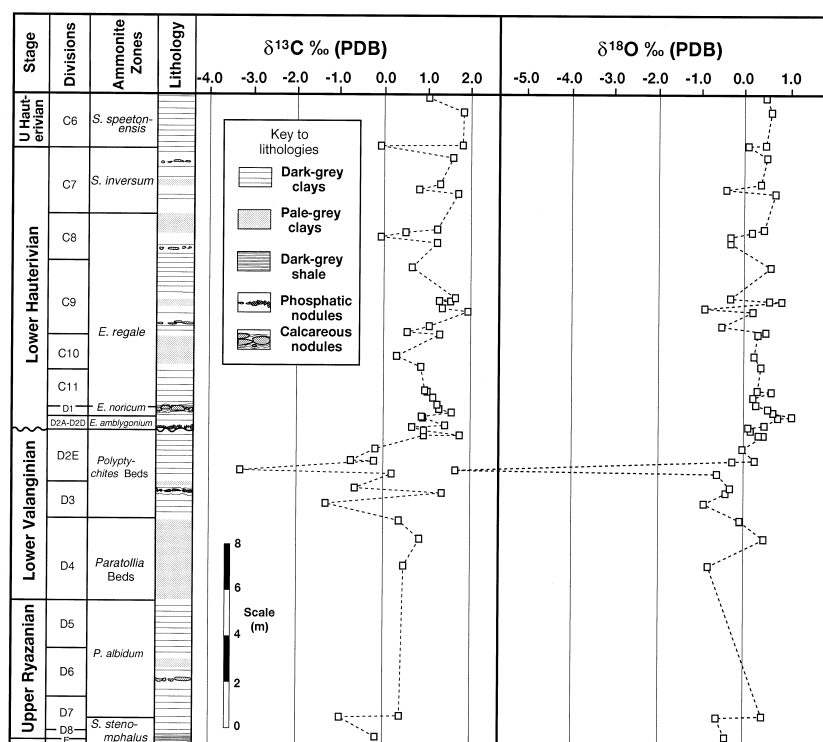 Stage
Divisions
Ammonite
Zones
Lithology
δ13C ‰ (PDB)
-4.0 -3.0 -2.0 -1.0 0.0 1.0 2.0
δ18O ‰ (PDB)
-5.0 -4.0 -3.0 -2.0 -1.0 0.0 1.0
U Haut-
erivian
C6
S. speeton-
ensis
Lower Hauterivian
C7
S. inversum
C8
C9
E. regale
C10
C11
D1
E. noricum
D2A-D2D
E. amblygonium
Lower Valanginian
D2E
Polypty-
chites Beds
D3
D4
Paratollia
Beds
Upper Ryazanian
D5
P. albidum
D6
D7
D8
S. steno-
mphalus
E
Key to
lithologies
Dark-grey
clays
Pale-grey
clays
Dark-grey
shale
Phosphatic
nodules
Calcareous
nodules
8
6
Scale
(m)
4
2
0